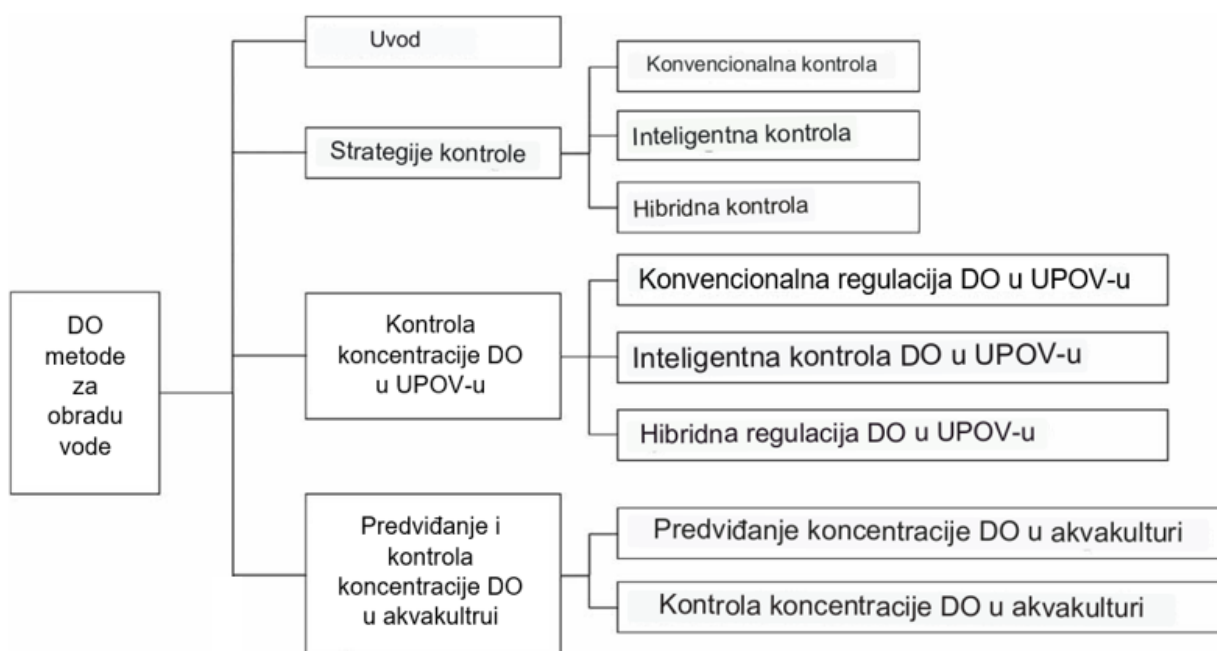 Uvod
Strategije kontrole
Konvencionalna kontrola
Inteligentna kontrola
Hibridna kontrola
DO
metode
za
obradu
vode
Kontrola
koncentracije DO
u UPOV-u
Konvencionalna regulacija DO u UPOV-u
Inteligentna kontrola DO u UPOV-u
Hibridna regulacija DO u UPOV-u
Predviđanje i
kontrola
koncentracije DO
u akvakultrui
Predviđanje koncentracije DO u akvakulturi
Kontrola koncentracije DO u akvakulturi